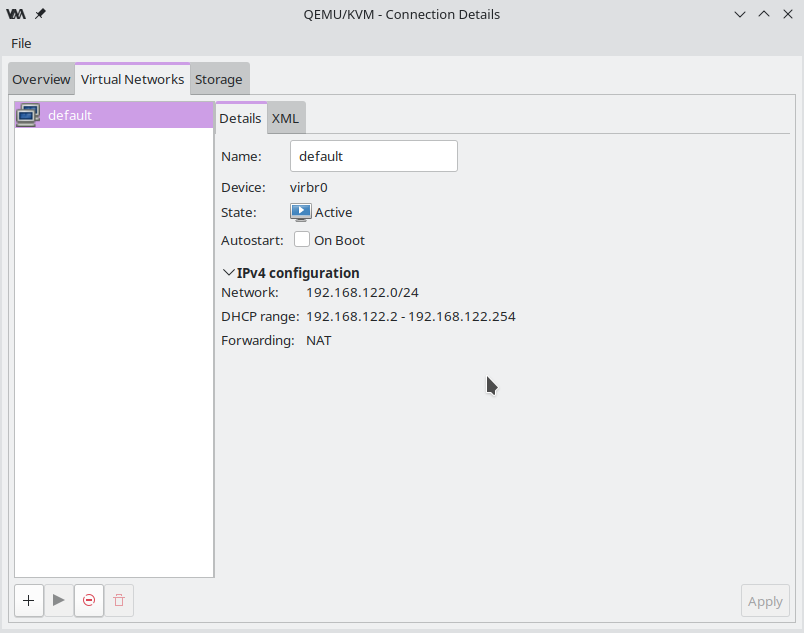 QEMU/KVM - Connection Details
File
Overview Virtual Networks Storage
default
Details XML
Name: default
Device: virbr0
State: Active
Autostart: On Boot
IPv4 configuration
Network: 192.168.122.0/24
DHCP range: 192.168.122.2 - 192.168.122.254
Forwarding: NAT
Apply